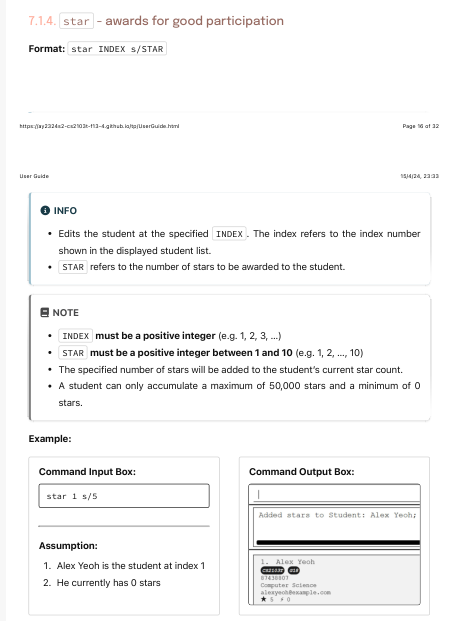 7.1.4. star - awards for good participation
Format: star INDEX s/STAR
https://ay2324s2-cs2103t-f13-4.github.io/tp/UserGuide.html Page 16 of 32
User Guide 15/4/24, 23:33
INFO
• Edits the student at the specified INDEX. The index refers to the index number
shown in the displayed student list.
• STAR refers to the number of stars to be awarded to the student.
NOTE
• INDEX must be a positive integer (e.g. 1, 2, 3, ...)
• STAR must be a positive integer between 1 and 10 (e.g. 1, 2, ..., 10)
• The specified number of stars will be added to the student's current star count.
• A student can only accumulate a maximum of 50,000 stars and a minimum of 0
stars.
Example:
Command Input Box:
star 1 s/5
Assumption:
1. Alex Yeoh is the student at index 1
2. He currently has 0 stars
Command Output Box:
Added stars to Student: Alex Yeoh;
1. Alex Yeoh
CS2103T G18
87438807
Computer Science
alexyeoh@example.com
★ 5 ⚡ 0